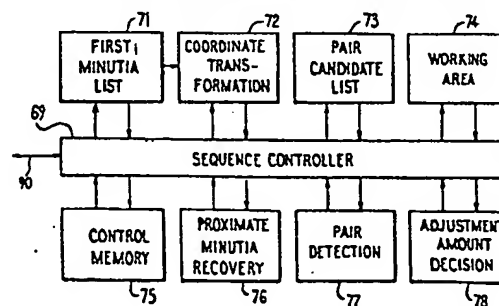 71
72
73
74
FIRST
MINUTIA
LIST
COORDINATE
TRANS-
FORMATION
PAIR
CANDIDATE
LIST
WORKING
AREA
69
SEQUENCE CONTROLLER
90
CONTROL
MEMORY
PROXIMATE
MINUTIA
RECOVERY
PAIR
DETECTION
ADJUSTMENT
AMOUNT
DECISION
75
76
77
78